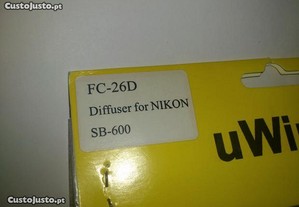 CustoJusto.pt
FC-26D
Diffuser for NIKON
SB-600
uWi
CustoJusto.pt